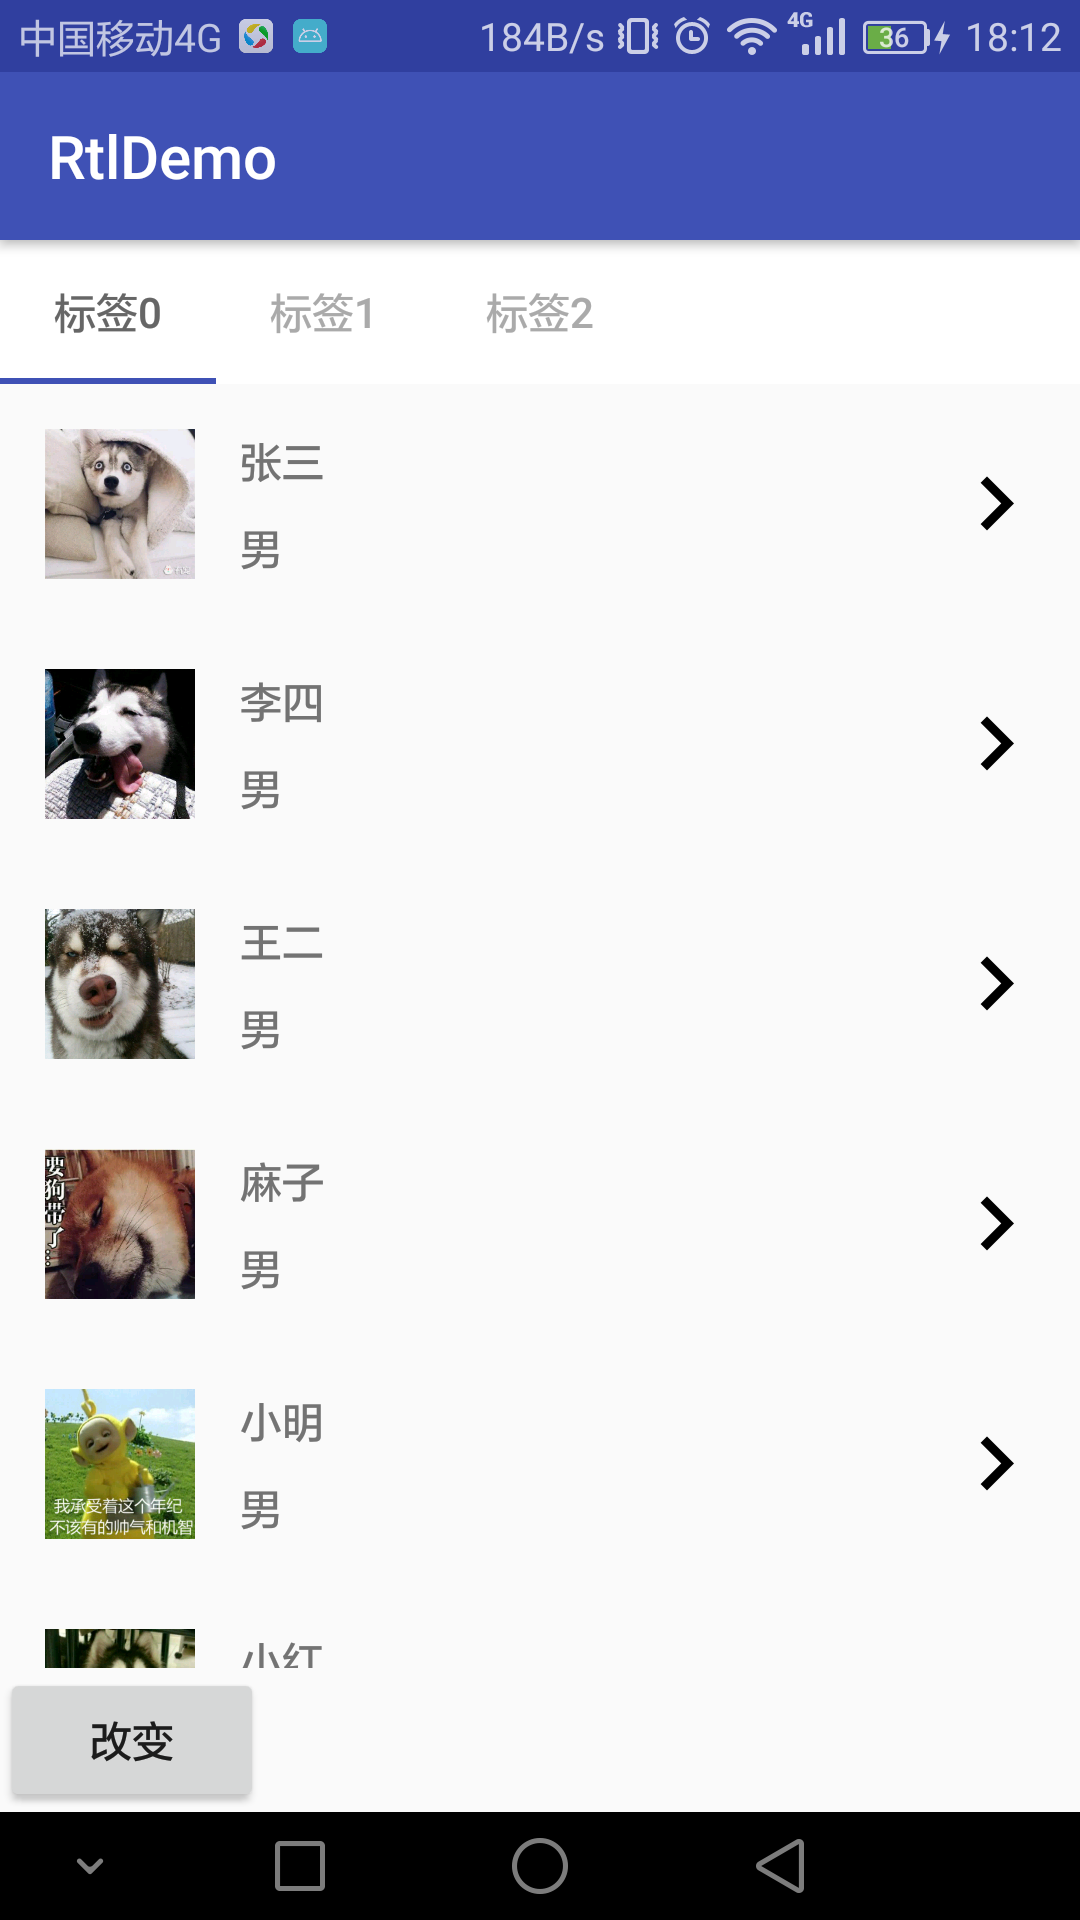 中国移动4G 184B/s 4G 36 18:12
RtlDemo
标签0 标签1 标签2
张三
男
李四
男
王二
男
要狗带了...
麻子
男
小明
男
我承受着这个年纪
不该有的帅气和机智
小红
改变